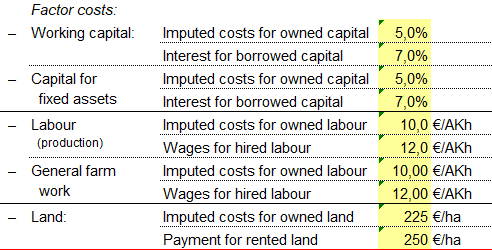 Factor costs:
– Working capital: Imputed costs for owned capital 5,0%
Interest for borrowed capital 7,0%
– Capital for Imputed costs for owned capital 5,0%
fixed assets Interest for borrowed capital 7,0%
– Labour Imputed costs for owned labour 10,0 €/AKh
(production) Wages for hired labour 12,0 €/AKh
– General farm Imputed costs for owned labour 10,00 €/AKh
work Wages for hired labour 12,00 €/AKh
– Land: Imputed costs for owned land 225 €/ha
Payment for rented land 250 €/ha